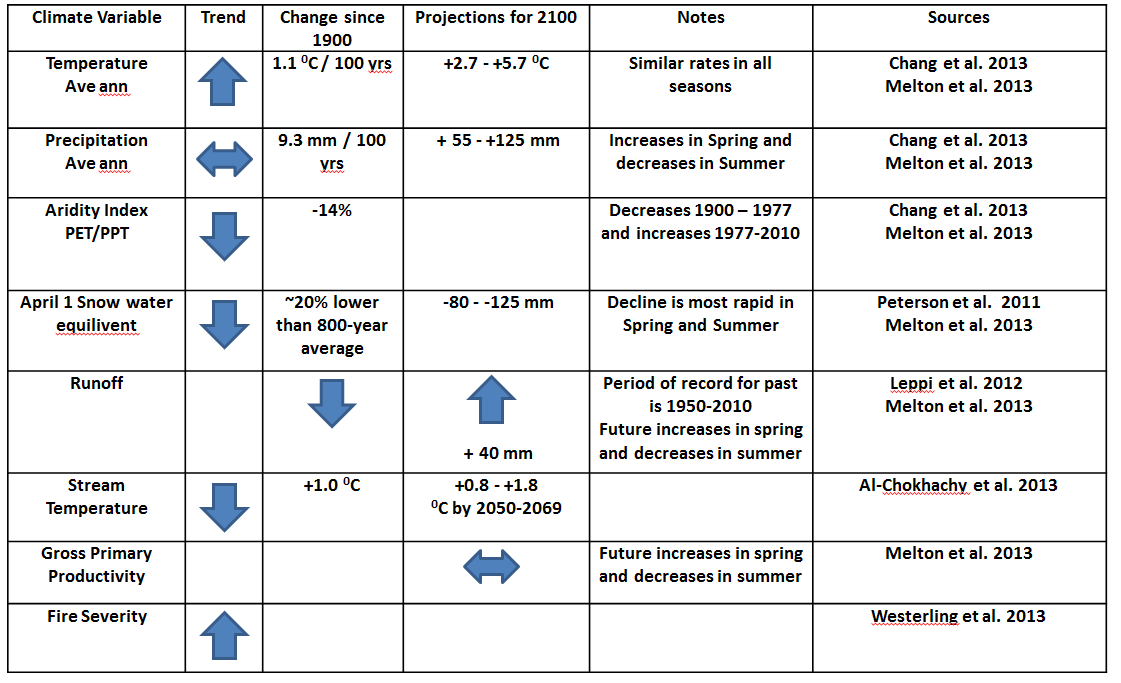 Climate Variable
Trend
Change since
1900
Projections for 2100
Notes
Sources
Temperature
Ave ann
1.1 ⁰C / 100 yrs
+2.7 - +5.7 ⁰C
Similar rates in all
seasons
Chang et al. 2013
Melton et al. 2013
Precipitation
Ave ann
9.3 mm / 100
yrs
+ 55 - +125 mm
Increases in Spring and
decreases in Summer
Chang et al. 2013
Melton et al. 2013
Aridity Index
PET/PPT
-14%
Decreases 1900 – 1977
and increases 1977-2010
Chang et al. 2013
Melton et al. 2013
April 1 Snow water
equilivent
~20% lower
than 800-year
average
-80 - -125 mm
Decline is most rapid in
Spring and Summer
Peterson et al. 2011
Melton et al. 2013
Runoff
+ 40 mm
Period of record for past
is 1950-2010
Future increases in spring
and decreases in summer
Leppi et al. 2012
Melton et al. 2013
Stream
Temperature
+1.0 ⁰C
+0.8 - +1.8
⁰C by 2050-2069
Al-Chokhachy et al. 2013
Gross Primary
Productivity
Future increases in spring
and decreases in summer
Melton et al. 2013
Fire Severity
Westerling et al. 2013